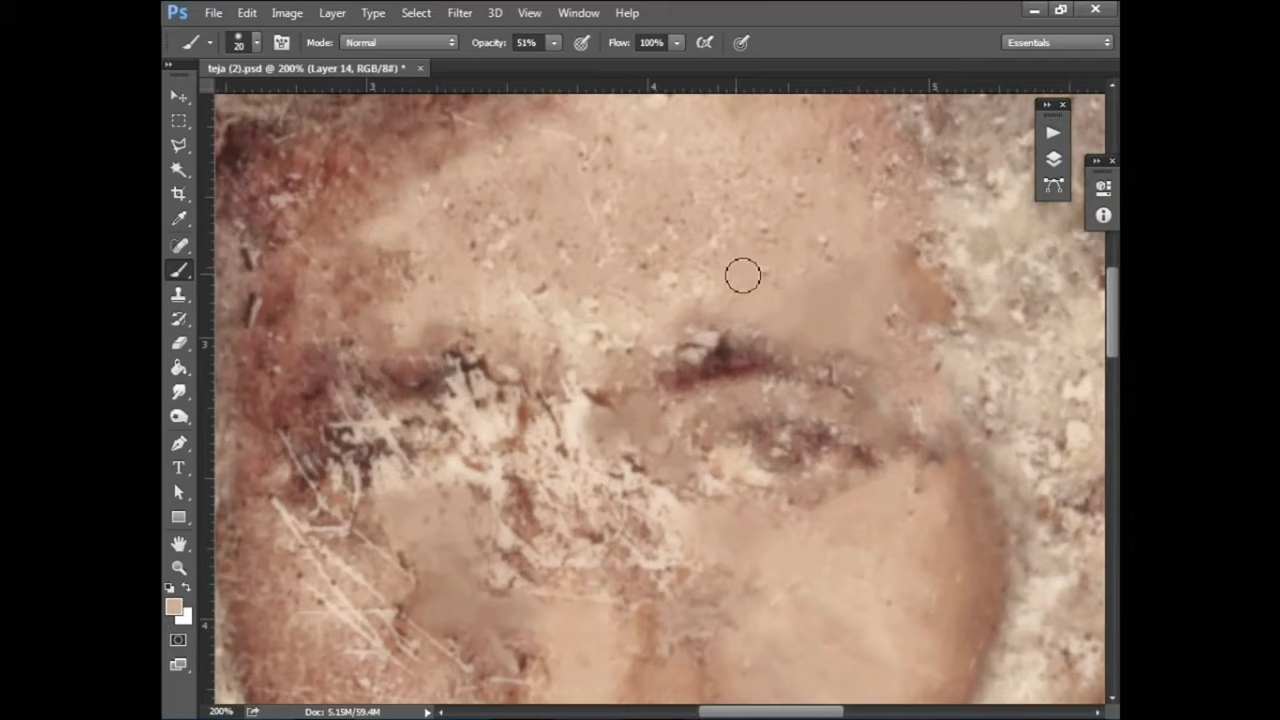 Ps File Edit Image Layer Type Select Filter 3D View Window Help
20 Mode: Normal Opacity: 51% Flow: 100% Essentials
teja (2).psd @ 200% (Layer 14, RGB/8#) * ×
3 4 5
3
4
200% Doc: 5.15M/59.4M